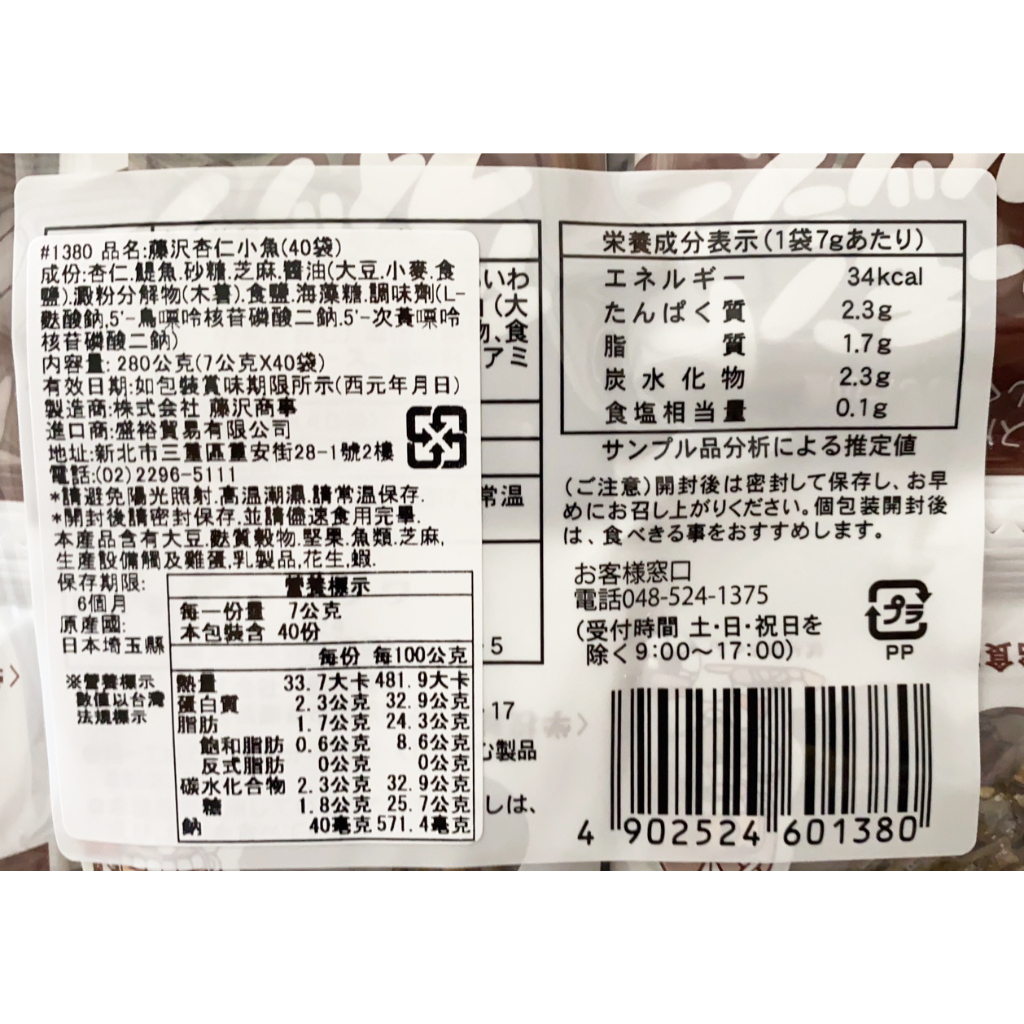 #1380 品名:藤沢杏仁小魚(40袋)
成份:杏仁.鯷魚.砂糖.芝麻.醬油(大豆.小麥.食
鹽).澱粉分解物(木薯).食鹽.海藻糖.調味劑(L-
麩酸鈉.5'-鳥嘌呤核苷磷酸二鈉.5'-次黃嘌呤
核苷磷酸二鈉)
內容量: 280公克(7公克X40袋)
有效日期:如包裝賞味期限所示(西元年月日)
製造商:株式会社 藤沢商事
進口商:盛裕貿易有限公司
地址:新北市三重區重安街28-1號2樓
電話:(02)2296-5111
*請避免陽光照射.高溫潮濕.請常溫保存.
*開封後請密封保存.並請儘速食用完畢.
本產品含有大豆.麩質穀物.堅果.魚類.芝麻,
生產設備觸及雞蛋,乳製品,花生,蝦.
保存期限:
6個月
原產國:
日本埼玉縣
※營養標示
數值以台灣
法規標示
營養標示
每一份量 7公克
本包裝含 40份
每份 每100公克
熱量 33.7大卡 481.9大卡
蛋白質 2.3公克 32.9公克
脂肪 1.7公克 24.3公克
飽和脂肪 0.6公克 8.6公克
反式脂肪 0公克 0公克
碳水化合物 2.3公克 32.9公克
糖 1.8公克 25.7公克
鈉 40毫克 571.4毫克
いわ
(大
、食
アミ
常温
5
17
む製品
しは、
栄養成分表示(1袋7gあたり)
エネルギー 34kcal
たんぱく質 2.3g
脂質 1.7g
炭水化物 2.3g
食塩相当量 0.1g
サンプル品分析による推定値
(ご注意)開封後は密封して保存し、お早
めにお召し上がりください。個包装開封後
は、食べきる事をおすすめします。
お客様窓口
電話048-524-1375
(受付時間 土・日・祝日を
除く9:00〜17:00)
プラ
PP
4 902524 601380